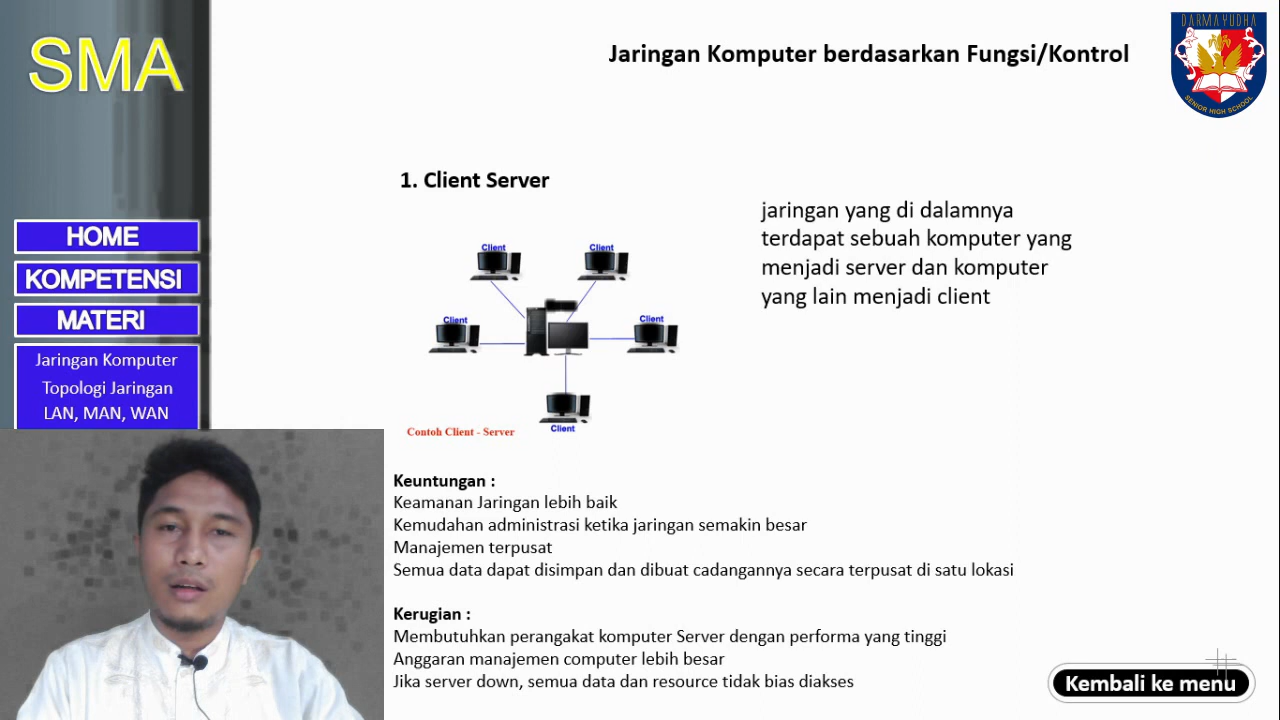 SMA
Jaringan Komputer berdasarkan Fungsi/Kontrol
DARMA YUDHA
SENIOR HIGH SCHOOL
HOME
KOMPETENSI
MATERI
Jaringan Komputer
Topologi Jaringan
LAN, MAN, WAN
1. Client Server
Client
Client
Client
Client
Client
Contoh Client - Server
jaringan yang di dalamnya
terdapat sebuah komputer yang
menjadi server dan komputer
yang lain menjadi client
Keuntungan :
Keamanan Jaringan lebih baik
Kemudahan administrasi ketika jaringan semakin besar
Manajemen terpusat
Semua data dapat disimpan dan dibuat cadangannya secara terpusat di satu lokasi
Kerugian :
Membutuhkan perangakat komputer Server dengan performa yang tinggi
Anggaran manajemen computer lebih besar
Jika server down, semua data dan resource tidak bias diakses
Kembali ke menu